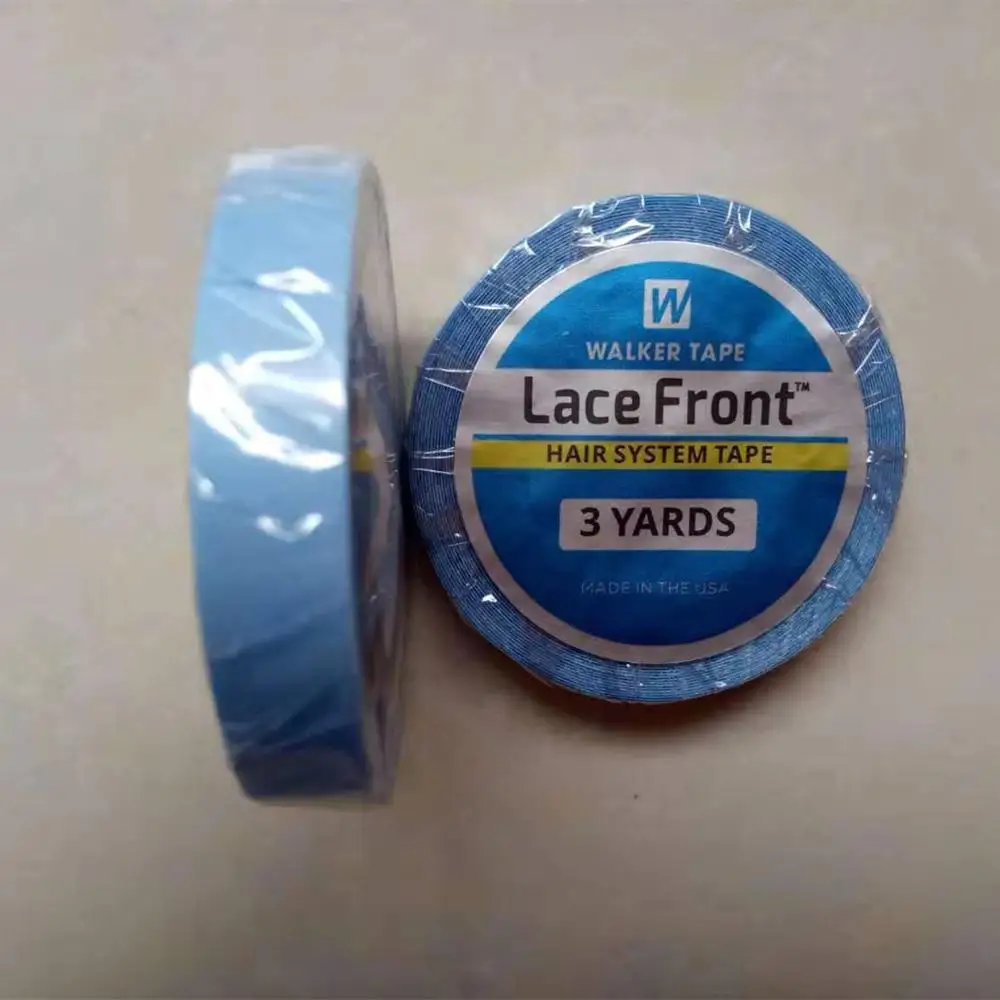 W
WALKER TAPE
Lace Front™
HAIR SYSTEM TAPE
3 YARDS
MADE IN THE USA